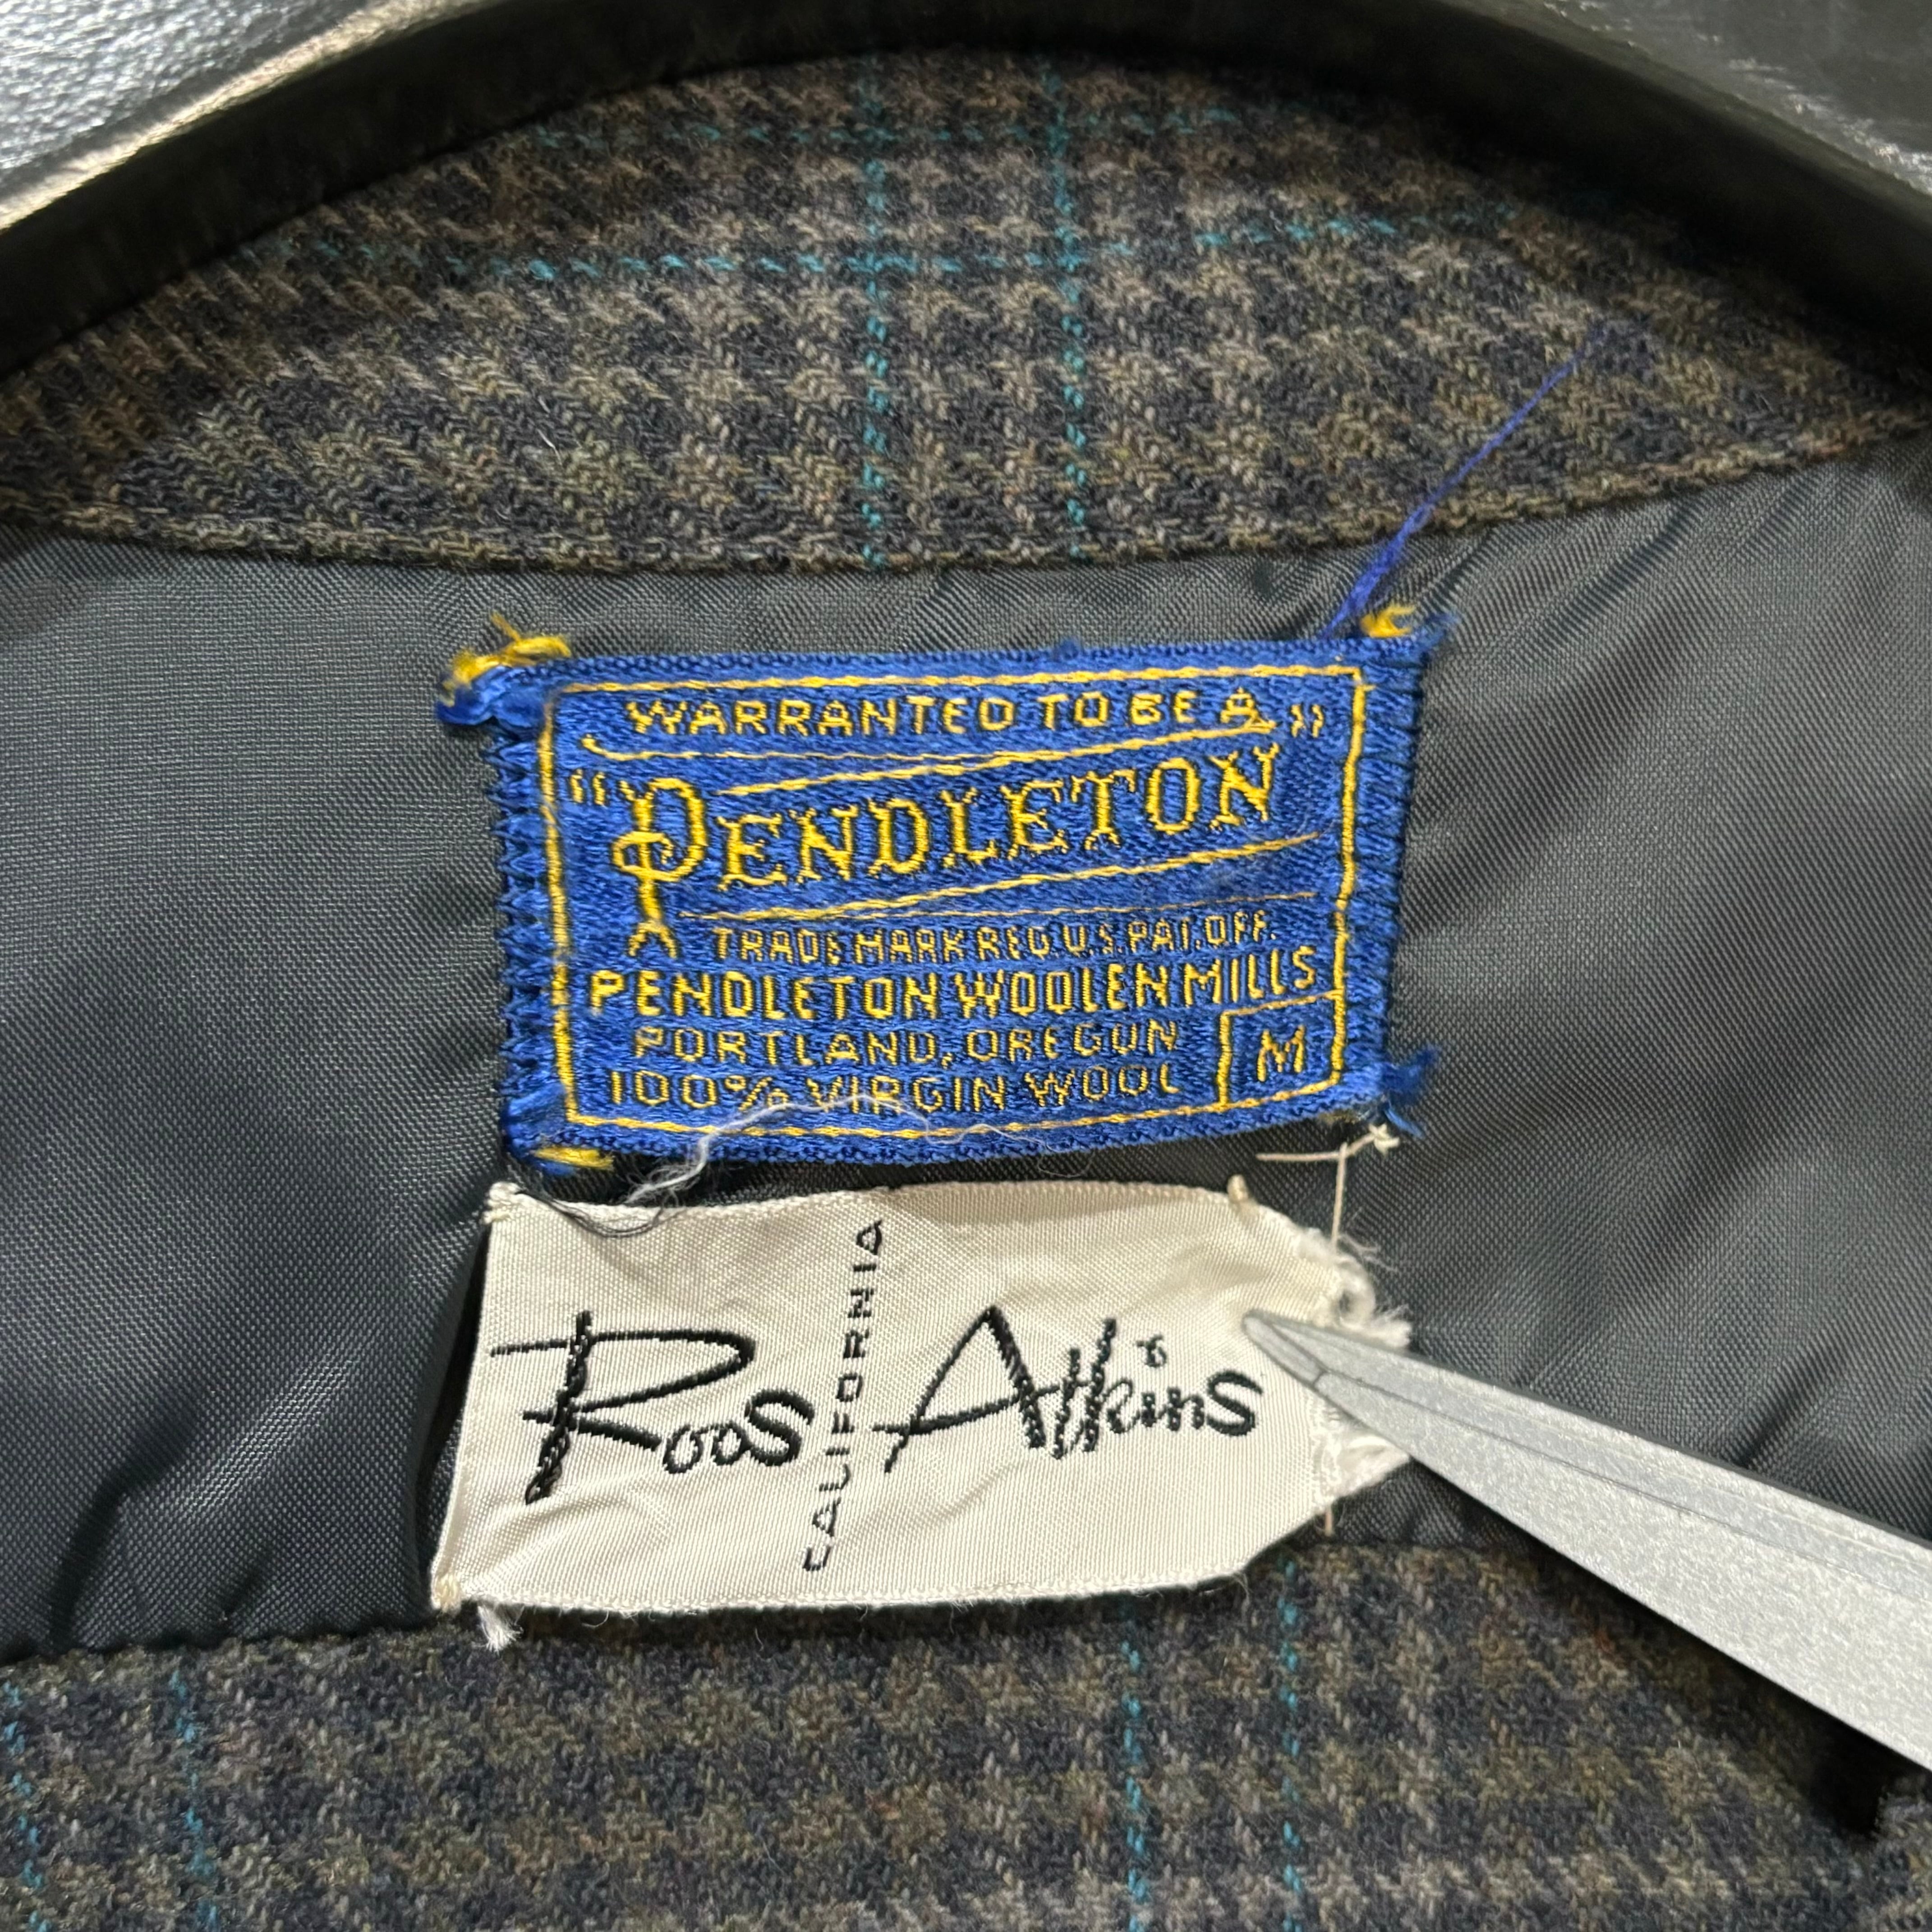 WARRANTED TO BE A
"PENDLETON"
TRADE MARK REG. U.S. PAT. OFF.
PENDLETON WOOLEN MILLS
PORTLAND, OREGON
100% VIRGIN WOOL
M
Roos Atkins
CALIFORNIA